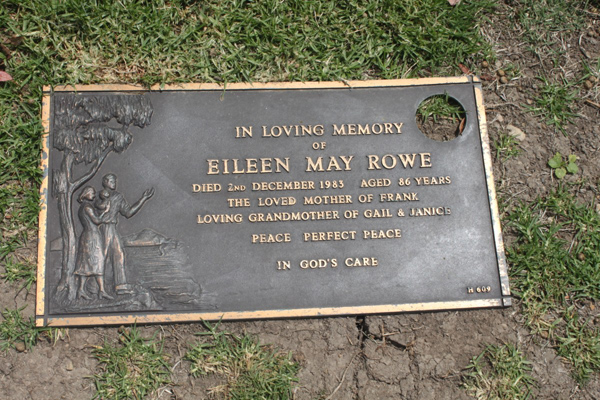 IN LOVING MEMORY
OF
EILEEN MAY ROWE
DIED 2ND DECEMBER 1983 AGED 86 YEARS
THE LOVED MOTHER OF FRANK
LOVING GRANDMOTHER OF GAIL & JANICE
PEACE PERFECT PEACE
IN GOD'S CARE
H 609